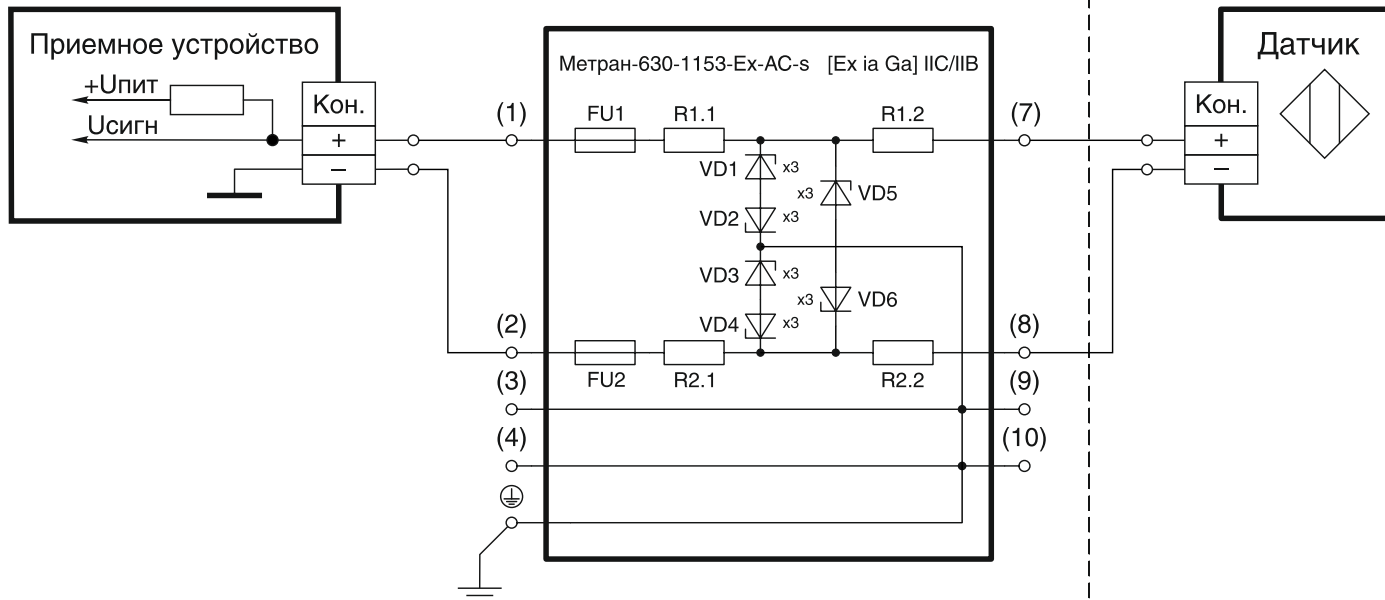 Приемное устройство
+Uпит
Uсигн
Кон.
+
−
(1)
(2)
(3)
(4)
Метран-630-1153-Ex-AC-s [Ex ia Ga] IIC/IIB
FU1 R1.1 R1.2
VD1 x3
x3 VD5
VD2 x3
VD3 x3
x3 VD6
VD4 x3
FU2 R2.1 R2.2
(7)
(8)
(9)
(10)
Датчик
Кон.
+
−